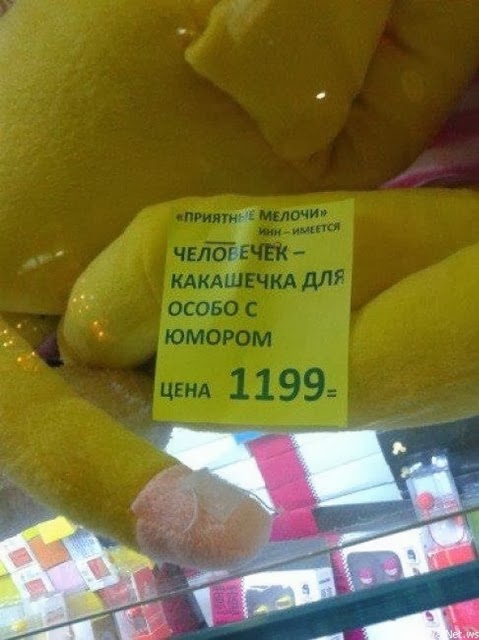 «ПРИЯТНЫЕ МЕЛОЧИ»
ИНН – ИМЕЕТСЯ
ЧЕЛОВЕЧЕК –
КАКАШЕЧКА ДЛЯ
ОСОБО С
ЮМОРОМ
ЦЕНА 1199=